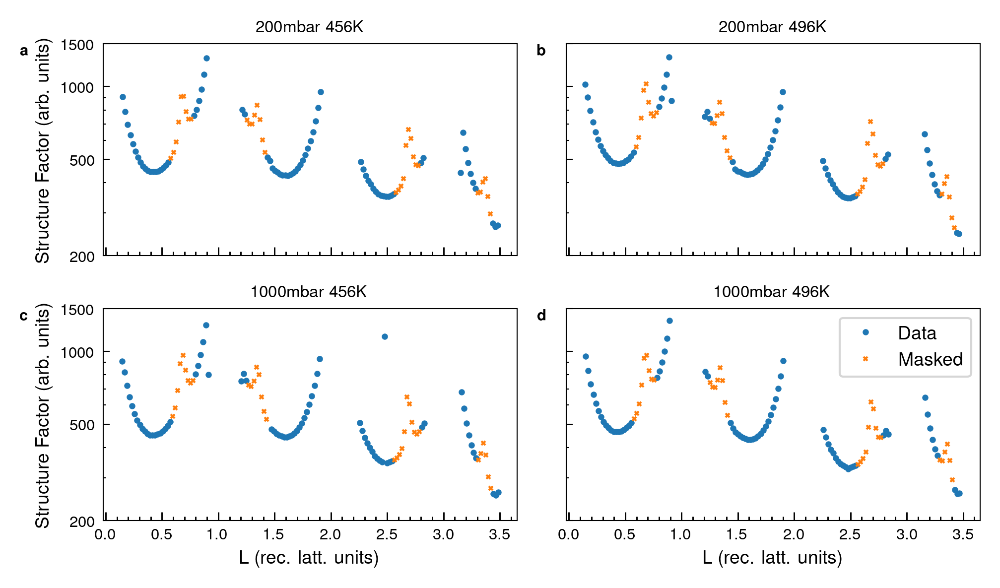 200mbar 456K
200mbar 496K
a
b
Structure Factor (arb. units)
1500
1000
500
200
1000mbar 456K
1000mbar 496K
c
d
Structure Factor (arb. units)
1500
1000
500
200
Data
Masked
0.0 0.5 1.0 1.5 2.0 2.5 3.0 3.5
0.0 0.5 1.0 1.5 2.0 2.5 3.0 3.5
L (rec. latt. units)
L (rec. latt. units)